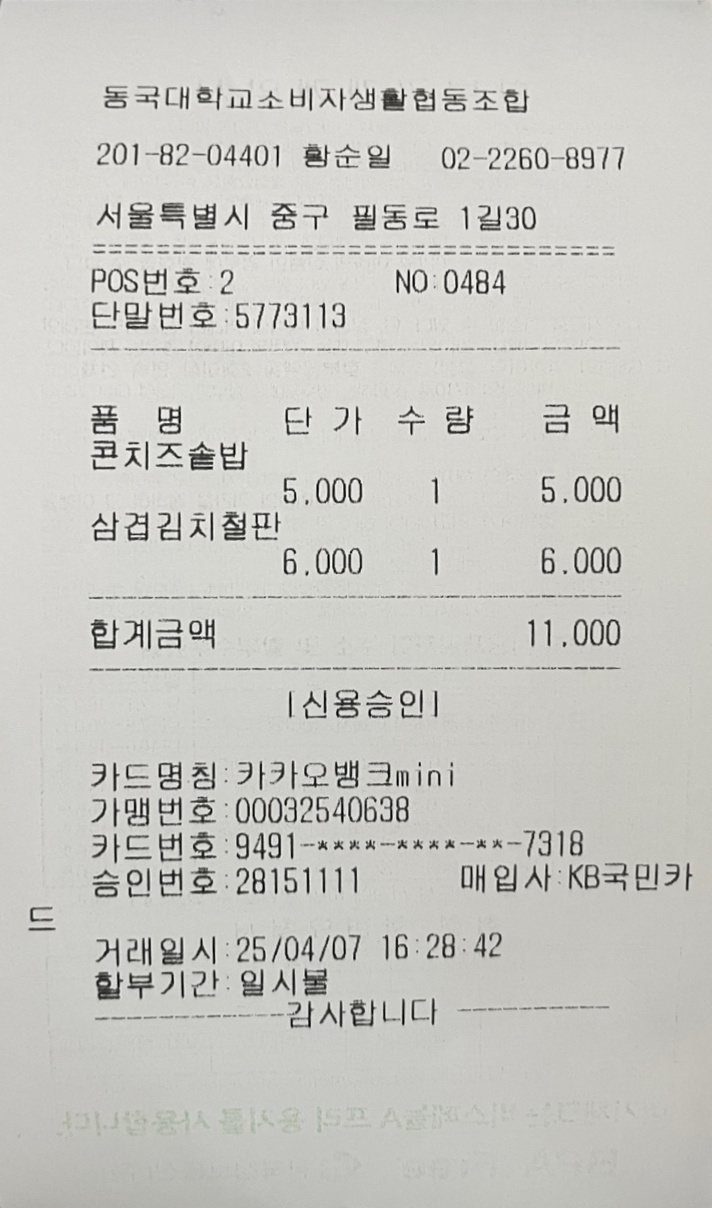 동국대학교소비자생활협동조합
201-82-04401 황순일 02-2260-8977
서울특별시 중구 필동로 1길30
=================================
POS번호:2 NO:0484
단말번호:5773113
---------------------------------
품 명 단 가 수 량 금 액
콘치즈솥밥
5,000 1 5,000
삼겹김치철판
6,000 1 6,000
---------------------------------
합계금액 11,000
---------------------------------
[신용승인]
카드명칭:카카오뱅크mini
가맹번호:00032540638
카드번호:9491-****-****-**-7318
승인번호:28151111 매입사:KB국민카
드
거래일시:25/04/07 16:28:42
할부기간:일시불
------------감사합니다 ----------